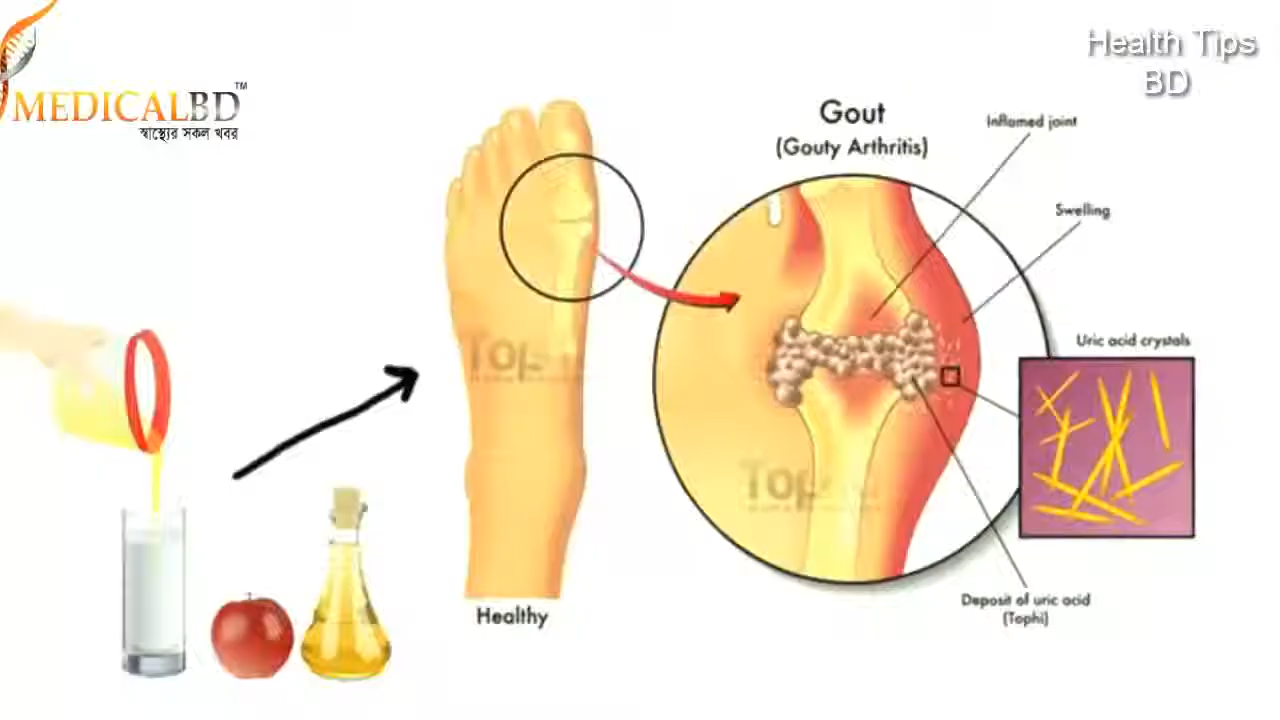 MEDICALBD™
স্বাস্থ্যের সকল খবর
Health Tips
BD
Gout
(Gouty Arthritis)
Inflamed joint
Swelling
Uric acid crystals
Deposit of uric acid
(Tophi)
Healthy